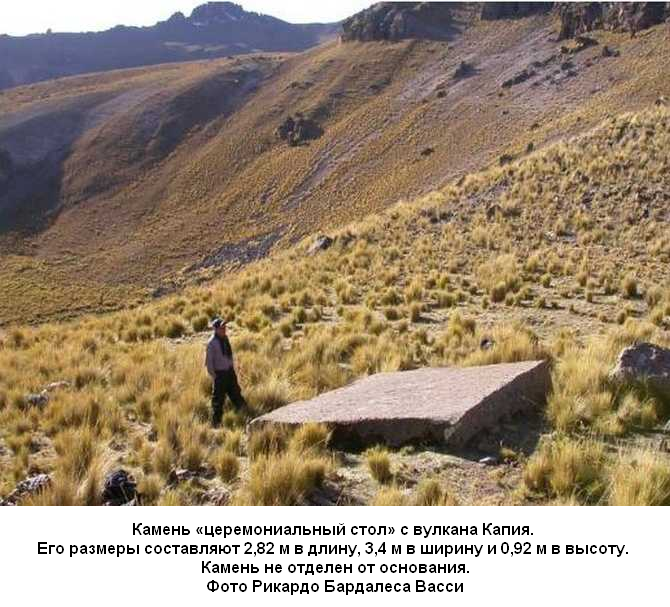 Камень «церемониальный стол» с вулкана Капия.
Его размеры составляют 2,82 м в длину, 3,4 м в ширину и 0,92 м в высоту.
Камень не отделен от основания.
Фото Рикардо Бардалеса Васси